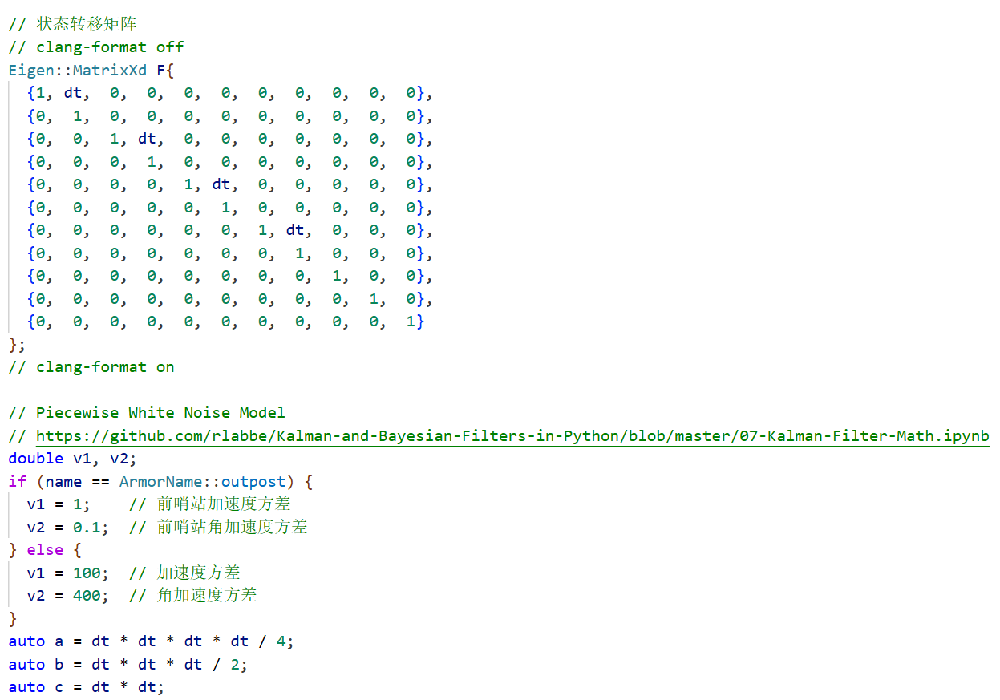 // 状态转移矩阵
// clang-format off
Eigen::MatrixXd F{
{1, dt, 0, 0, 0, 0, 0, 0, 0, 0, 0},
{0, 1, 0, 0, 0, 0, 0, 0, 0, 0, 0},
{0, 0, 1, dt, 0, 0, 0, 0, 0, 0, 0},
{0, 0, 0, 1, 0, 0, 0, 0, 0, 0, 0},
{0, 0, 0, 0, 1, dt, 0, 0, 0, 0, 0},
{0, 0, 0, 0, 0, 1, 0, 0, 0, 0, 0},
{0, 0, 0, 0, 0, 0, 1, dt, 0, 0, 0},
{0, 0, 0, 0, 0, 0, 0, 1, 0, 0, 0},
{0, 0, 0, 0, 0, 0, 0, 0, 1, 0, 0},
{0, 0, 0, 0, 0, 0, 0, 0, 0, 1, 0},
{0, 0, 0, 0, 0, 0, 0, 0, 0, 0, 1}
};
// clang-format on
// Piecewise White Noise Model
// https://github.com/rlabbe/Kalman-and-Bayesian-Filters-in-Python/blob/master/07-Kalman-Filter-Math.ipynb
double v1, v2;
if (name == ArmorName::outpost) {
v1 = 1; // 前哨站加速度方差
v2 = 0.1; // 前哨站角加速度方差
} else {
v1 = 100; // 加速度方差
v2 = 400; // 角加速度方差
}
auto a = dt * dt * dt * dt / 4;
auto b = dt * dt * dt / 2;
auto c = dt * dt;